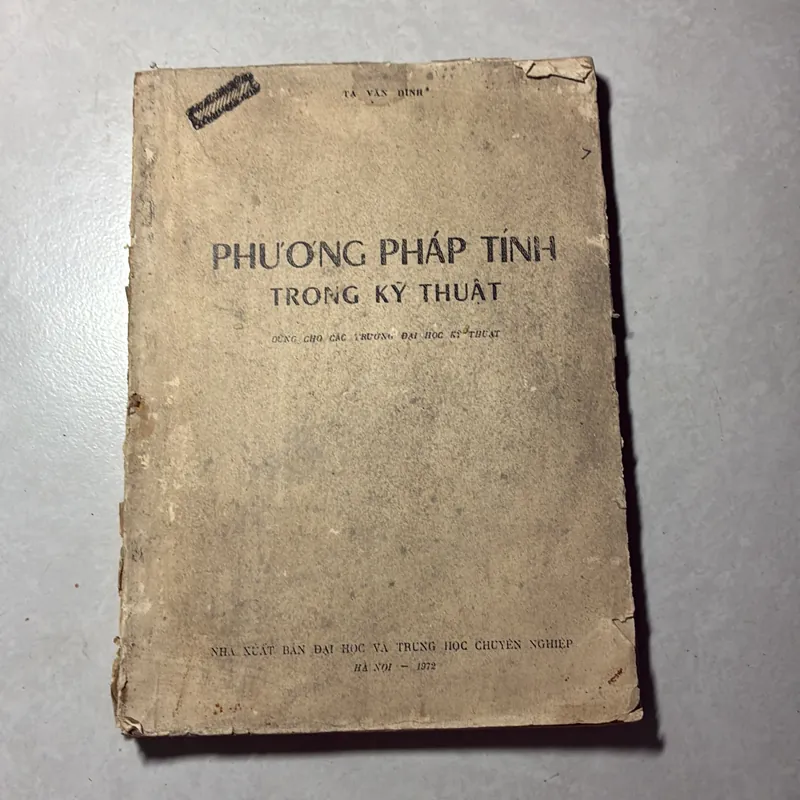 TẠ VĂN ĐĨNH
PHƯƠNG PHÁP TÍNH
TRONG KỸ THUẬT
DÙNG CHO CÁC TRƯỜNG ĐẠI HỌC KỸ THUẬT
NHÀ XUẤT BẢN ĐẠI HỌC VÀ TRUNG HỌC CHUYÊN NGHIỆP
HÀ NỘI – 1972